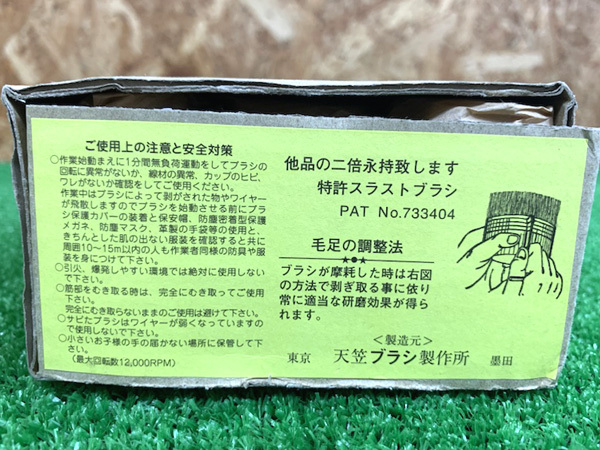 ご使用上の注意と安全対策
○作業始動まえに1分間無負荷運動をしてブラシの
回転に異常がないか、線材の異常、カップのヒビ、
ワレがないか確認をしてご使用ください。
作業中はブラシによって剥がされた物やワイヤー
が飛散しますのでブラシを始動させる前にブラ
シ保護カバーの装着と保安帽、防塵密着型保護
メガネ、防塵マスク、革製の手袋等の使用と、
きちんとした肌の出ない服装を確認すると共に
周囲10〜15m以内の人も作業者同様の防具や服
装を身につけて下さい。
○引火、爆発しやすい環境では絶対に使用しない
で下さい。
○筋部をむき取る時は、完全にむき取ってご使用
下さい。
完全にむき取らないままのご使用は避けて下さい。
○サビたブラシはワイヤーが弱くなっていますの
で使用しないで下さい。
○小さいお子様の手の届かない場所に保管して下
さい。
(最大回転数12,000RPM)
他品の二倍永持致します
特許スラストブラシ
PAT No.733404
毛足の調整法
ブラシが摩耗した時は右図
の方法で剥ぎ取る事に依り
常に適当な研磨効果が得ら
れます。
<製造元>
東京 天笠ブラシ製作所 墨田